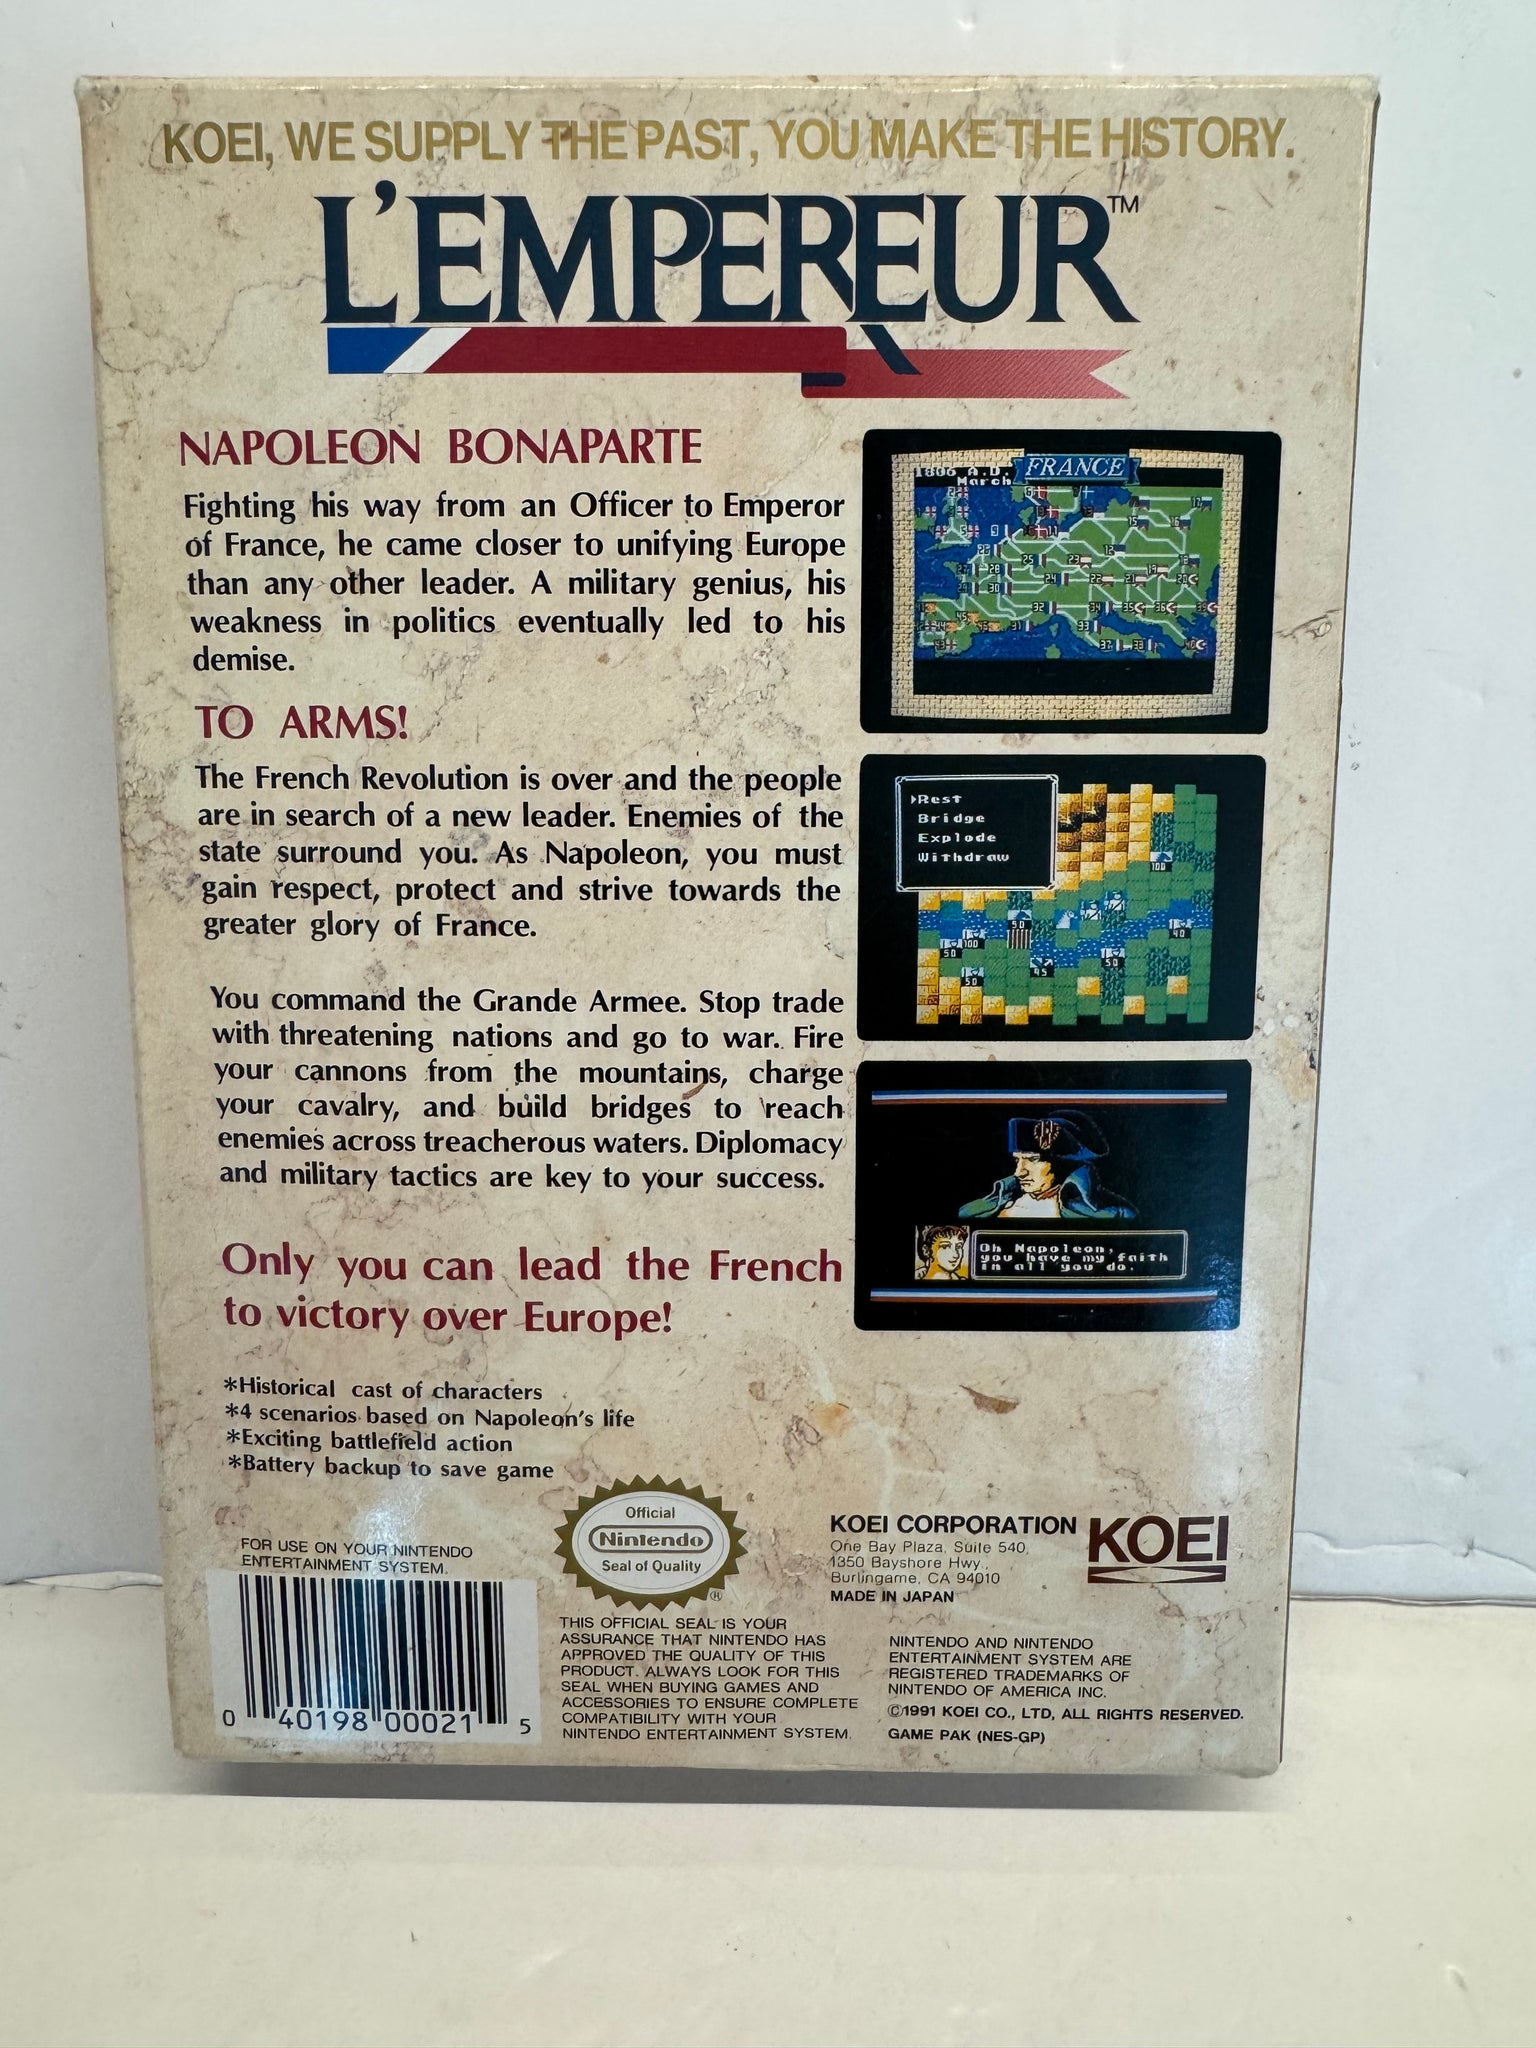 KOEI, WE SUPPLY THE PAST, YOU MAKE THE HISTORY.
L'EMPEREUR™
NAPOLEON BONAPARTE
Fighting his way from an Officer to Emperor
of France, he came closer to unifying Europe
than any other leader. A military genius, his
weakness in politics eventually led to his
demise.
TO ARMS!
The French Revolution is over and the people
are in search of a new leader. Enemies of the
state surround you. As Napoleon, you must
gain respect, protect and strive towards the
greater glory of France.
You command the Grande Armee. Stop trade
with threatening nations and go to war. Fire
your cannons from the mountains, charge
your cavalry, and build bridges to reach
enemies across treacherous waters. Diplomacy
and military tactics are key to your success.
Only you can lead the French
to victory over Europe!
*Historical cast of characters
*4 scenarios based on Napoleon's life
*Exciting battlefield action
*Battery backup to save game
1806 A.D.
March
FRANCE
Rest
Bridge
Explode
Withdraw
100
50
40
100
50
50
45
50
Oh Napoleon,
you have my faith
in all you do.
FOR USE ON YOUR NINTENDO
ENTERTAINMENT SYSTEM.
0 40198 00021 5
Official
Nintendo
Seal of Quality
®
THIS OFFICIAL SEAL IS YOUR
ASSURANCE THAT NINTENDO HAS
APPROVED THE QUALITY OF THIS
PRODUCT. ALWAYS LOOK FOR THIS
SEAL WHEN BUYING GAMES AND
ACCESSORIES TO ENSURE COMPLETE
COMPATIBILITY WITH YOUR
NINTENDO ENTERTAINMENT SYSTEM.
KOEI CORPORATION
One Bay Plaza, Suite 540,
1350 Bayshore Hwy.,
Burlingame, CA 94010
MADE IN JAPAN
KOEI
NINTENDO AND NINTENDO
ENTERTAINMENT SYSTEM ARE
REGISTERED TRADEMARKS OF
NINTENDO OF AMERICA INC.
©1991 KOEI CO., LTD, ALL RIGHTS RESERVED.
GAME PAK (NES-GP)